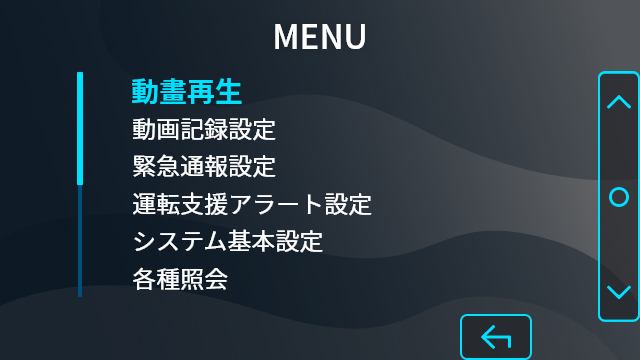 MENU
動畫再生
動画記録設定
緊急通報設定
運転支援アラート設定
システム基本設定
各種照会